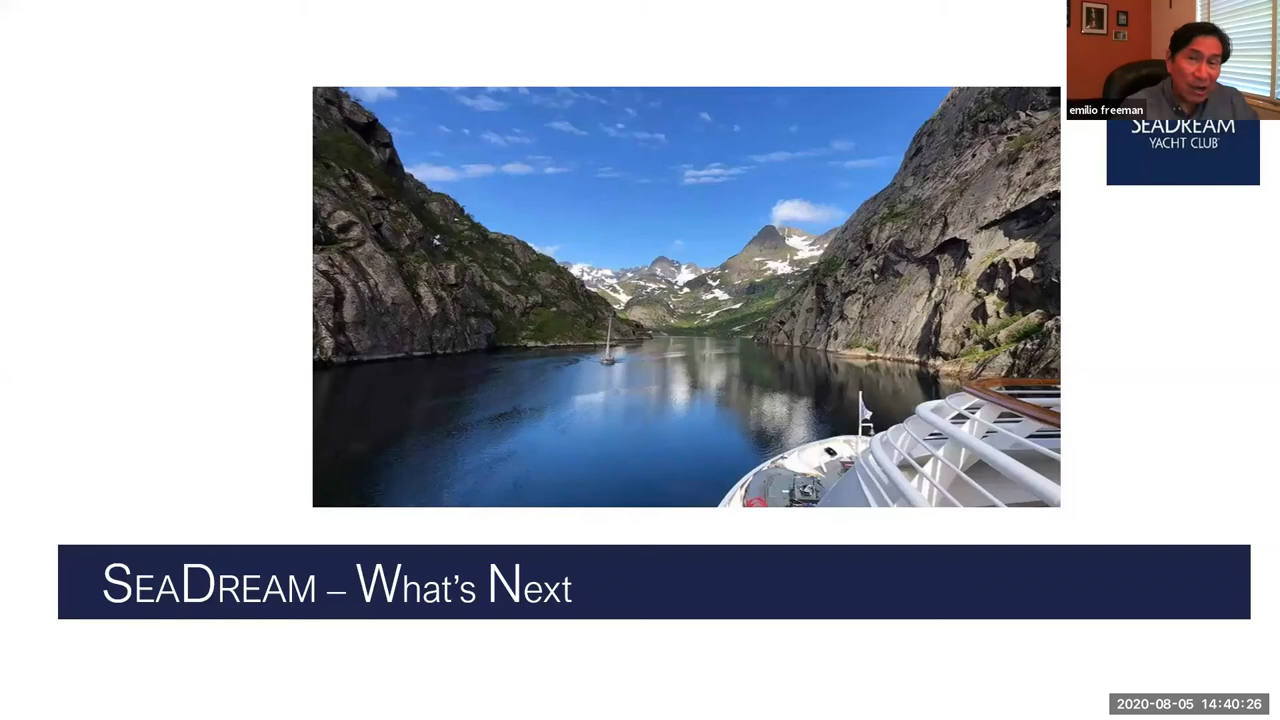 emilio freeman
SEADREAM
YACHT CLUB
SEADREAM – What's Next
2020-08-05 14:40:26